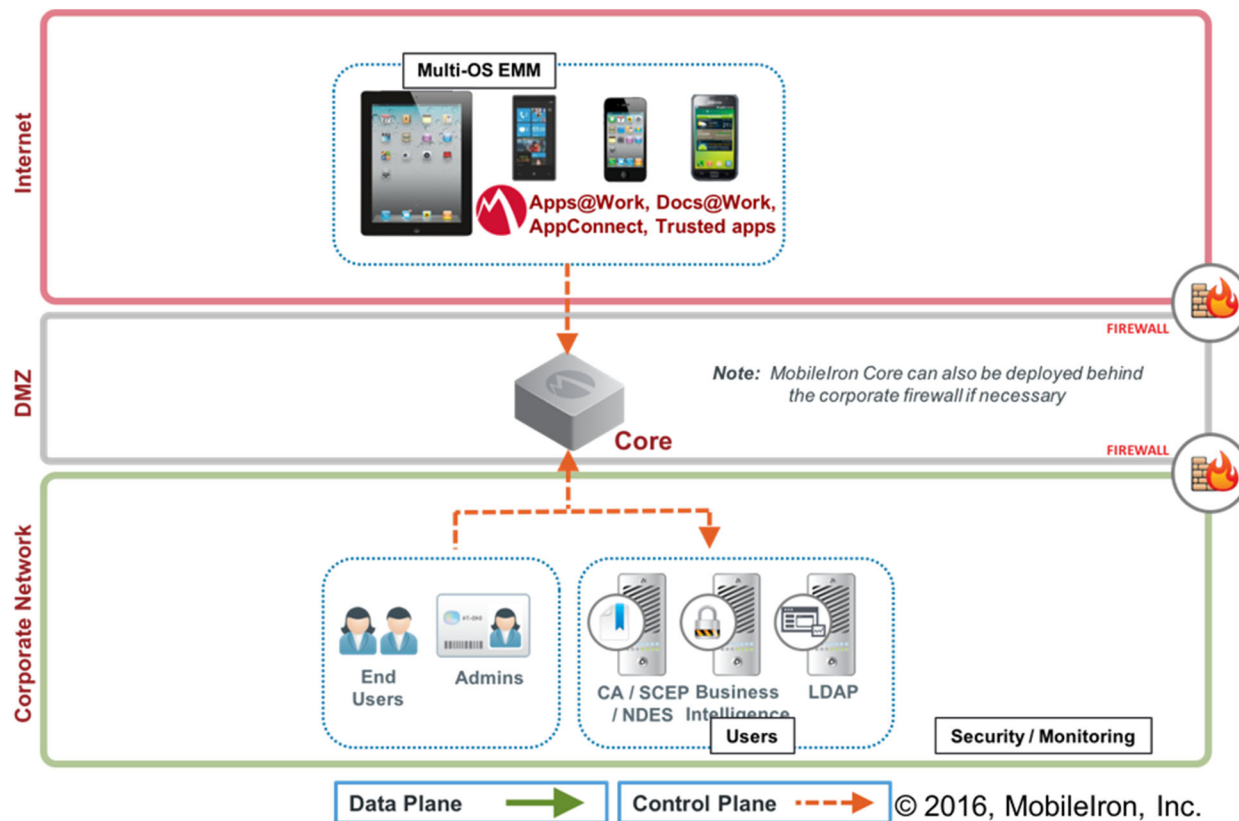 Internet
Multi-OS EMM
Apps@Work, Docs@Work,
AppConnect, Trusted apps
FIREWALL
DMZ
Note: MobileIron Core can also be deployed behind
the corporate firewall if necessary
Core
FIREWALL
Corporate Network
End
Users
Admins
CA / SCEP
/ NDES
Business
Intelligence
LDAP
Users
Security / Monitoring
Data Plane
Control Plane
© 2016, MobileIron, Inc.